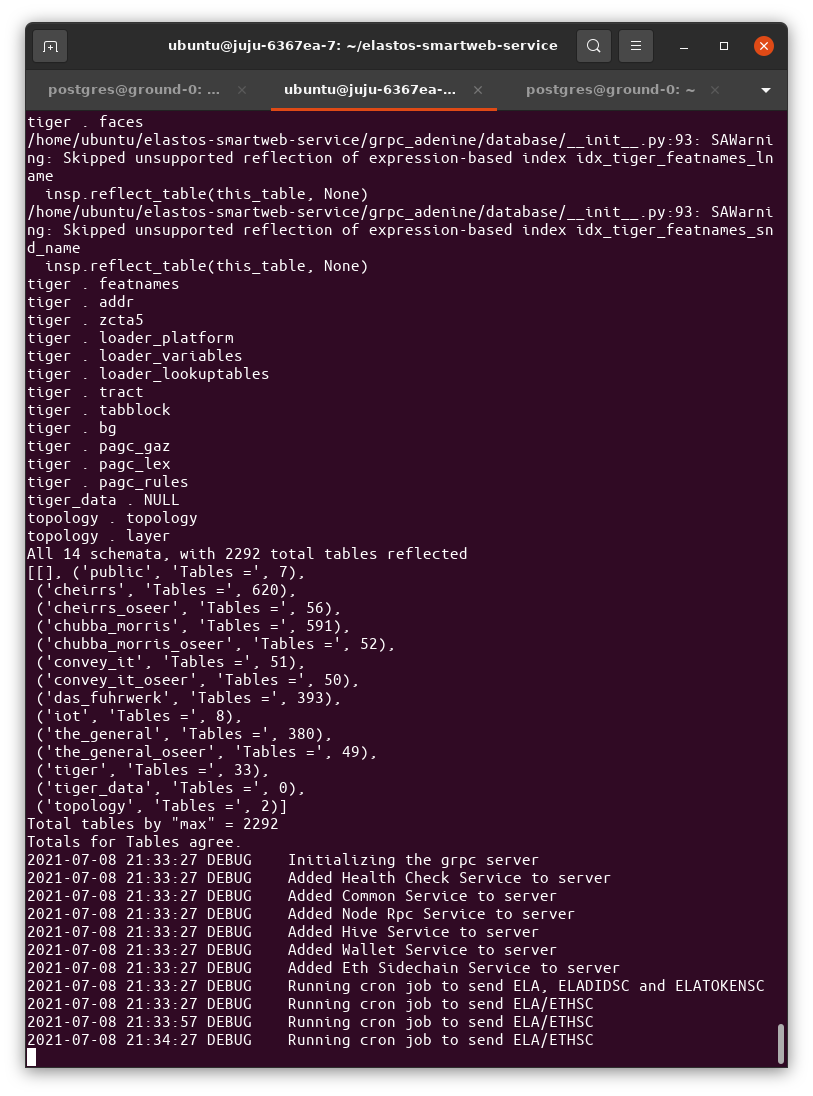 ubuntu@juju-6367ea-7: ~/elastos-smartweb-service
postgres@ground-0: ...
ubuntu@juju-6367ea-...
postgres@ground-0: ~
tiger . faces
/home/ubuntu/elastos-smartweb-service/grpc_adenine/database/__init__.py:93: SAWarni
ng: Skipped unsupported reflection of expression-based index idx_tiger_featnames_ln
ame
  insp.reflect_table(this_table, None)
/home/ubuntu/elastos-smartweb-service/grpc_adenine/database/__init__.py:93: SAWarni
ng: Skipped unsupported reflection of expression-based index idx_tiger_featnames_sn
d_name
  insp.reflect_table(this_table, None)
tiger . featnames
tiger . addr
tiger . zcta5
tiger . loader_platform
tiger . loader_variables
tiger . loader_lookuptables
tiger . tract
tiger . tabblock
tiger . bg
tiger . pagc_gaz
tiger . pagc_lex
tiger . pagc_rules
tiger_data . NULL
topology . topology
topology . layer
All 14 schemata, with 2292 total tables reflected
[[], ('public', 'Tables =', 7),
 ('cheirrs', 'Tables =', 620),
 ('cheirrs_oseer', 'Tables =', 56),
 ('chubba_morris', 'Tables =', 591),
 ('chubba_morris_oseer', 'Tables =', 52),
 ('convey_it', 'Tables =', 51),
 ('convey_it_oseer', 'Tables =', 50),
 ('das_fuhrwerk', 'Tables =', 393),
 ('iot', 'Tables =', 8),
 ('the_general', 'Tables =', 380),
 ('the_general_oseer', 'Tables =', 49),
 ('tiger', 'Tables =', 33),
 ('tiger_data', 'Tables =', 0),
 ('topology', 'Tables =', 2)]
Total tables by "max" = 2292
Totals for Tables agree.
2021-07-08 21:33:27 DEBUG    Initializing the grpc server
2021-07-08 21:33:27 DEBUG    Added Health Check Service to server
2021-07-08 21:33:27 DEBUG    Added Common Service to server
2021-07-08 21:33:27 DEBUG    Added Node Rpc Service to server
2021-07-08 21:33:27 DEBUG    Added Hive Service to server
2021-07-08 21:33:27 DEBUG    Added Wallet Service to server
2021-07-08 21:33:27 DEBUG    Added Eth Sidechain Service to server
2021-07-08 21:33:27 DEBUG    Running cron job to send ELA, ELADIDSC and ELATOKENSC
2021-07-08 21:33:27 DEBUG    Running cron job to send ELA/ETHSC
2021-07-08 21:33:57 DEBUG    Running cron job to send ELA/ETHSC
2021-07-08 21:34:27 DEBUG    Running cron job to send ELA/ETHSC